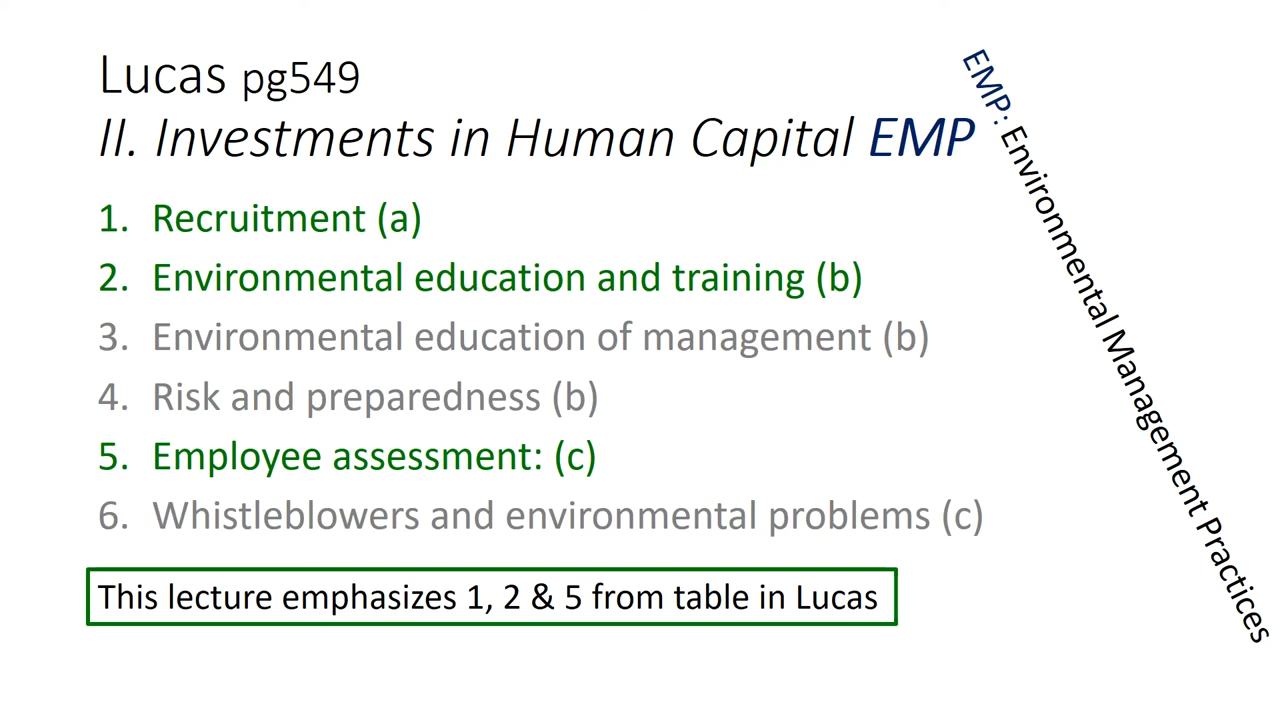 Lucas pg549
II. Investments in Human Capital EMP
1. Recruitment (a)
2. Environmental education and training (b)
3. Environmental education of management (b)
4. Risk and preparedness (b)
5. Employee assessment: (c)
6. Whistleblowers and environmental problems (c)
This lecture emphasizes 1, 2 & 5 from table in Lucas
EMP: Environmental Management Practices